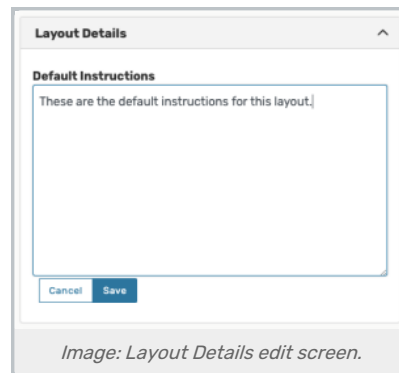 Layout Details
Default Instructions
These are the default instructions for this layout.
Cancel Save
Image: Layout Details edit screen.